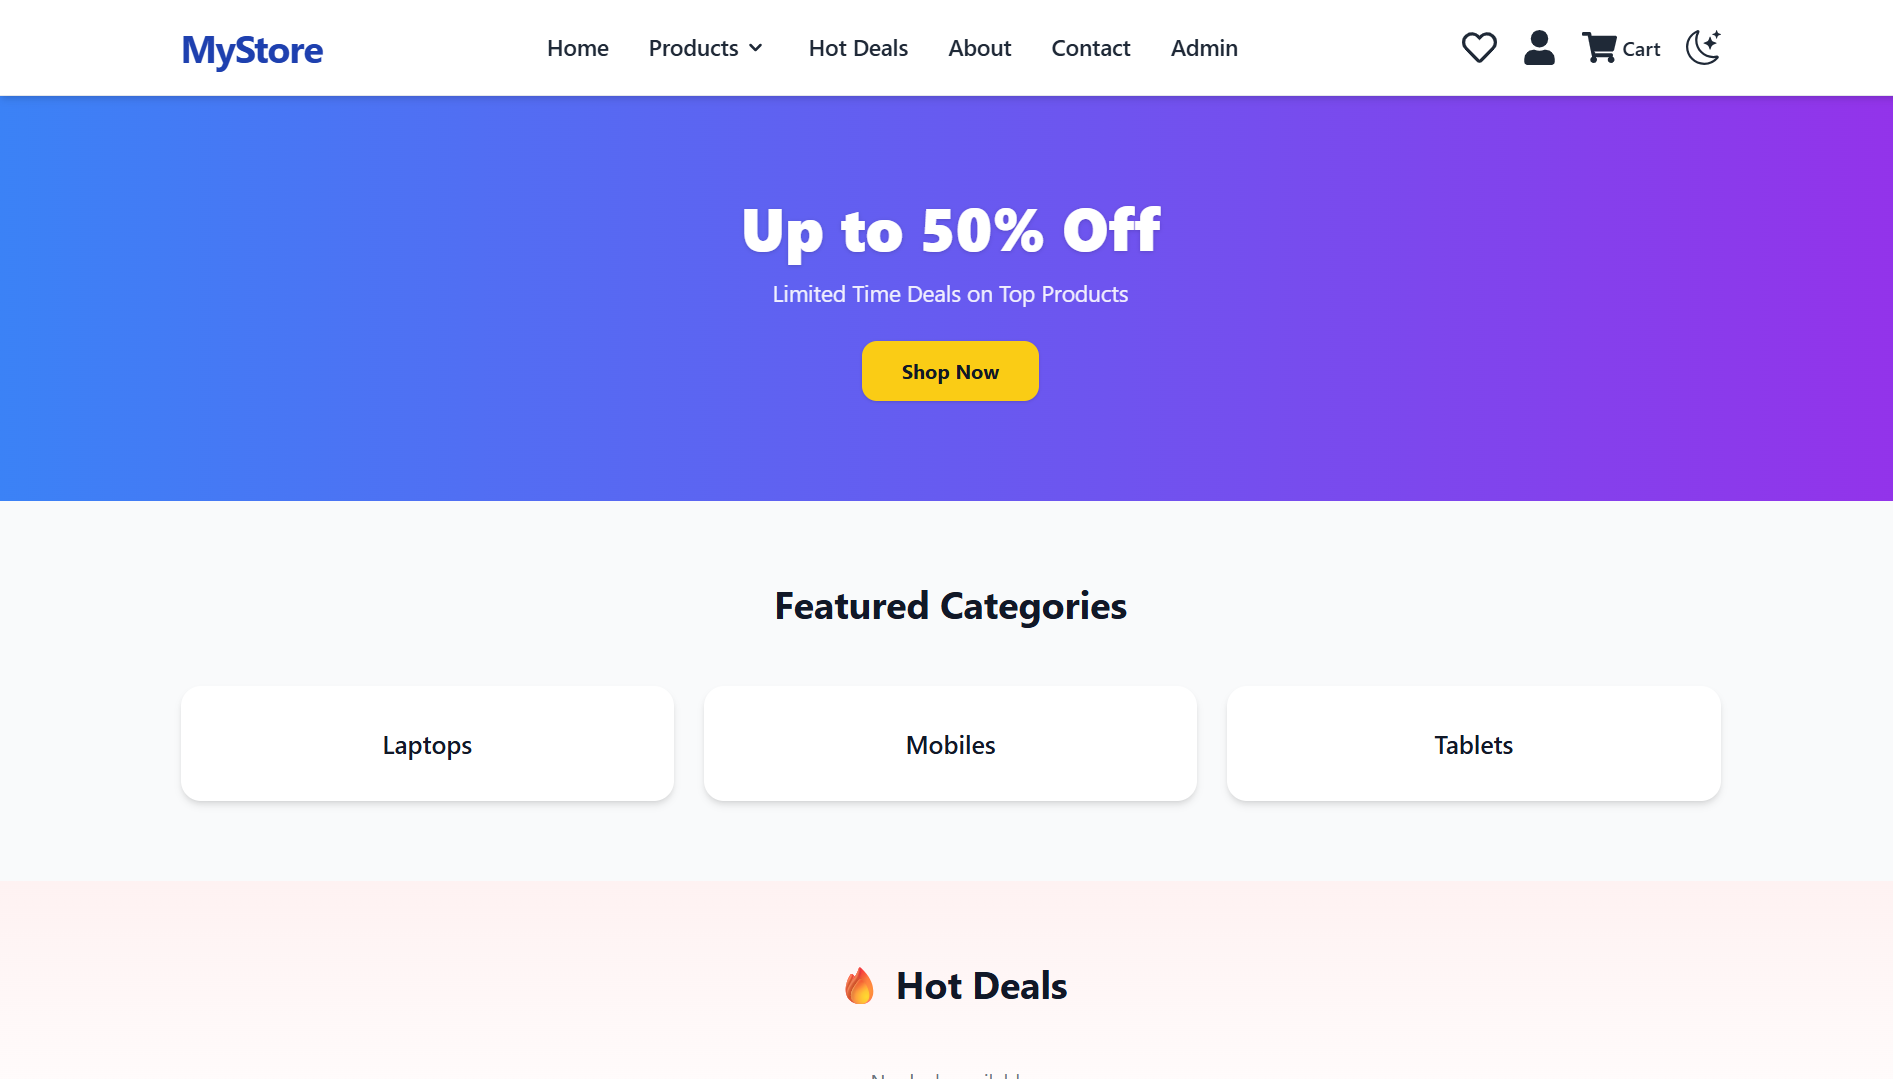 MyStore
Home
Products
Hot Deals
About
Contact
Admin
Cart
Up to 50% Off
Limited Time Deals on Top Products
Shop Now
Featured Categories
Laptops
Mobiles
Tablets
Hot Deals